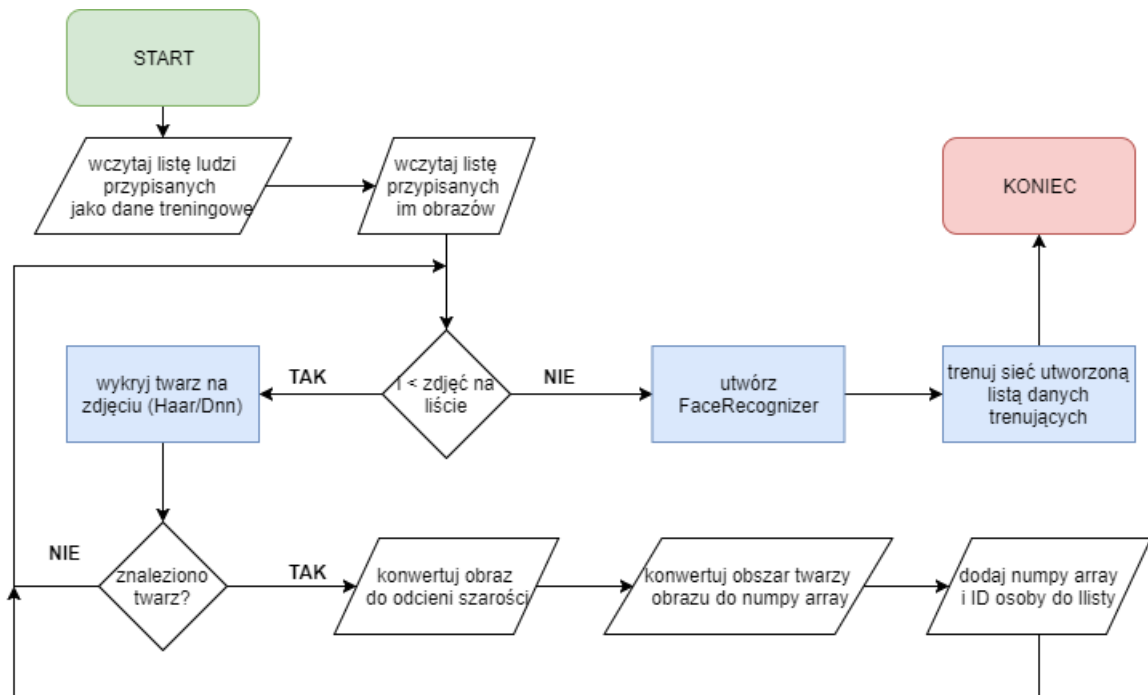 START
wczytaj listę ludzi
przypisanych
jako dane treningowe
wczytaj listę
przypisanych
im obrazów
KONIEC
wykryj twarz na
zdjęciu (Haar/Dnn)
TAK
i < zdjęć na
liście
NIE
utwórz
FaceRecognizer
trenuj sieć utworzoną
listą danych
trenujących
NIE
znaleziono
twarz?
TAK
konwertuj obraz
do odcieni szarości
konwertuj obszar twarzy
obrazu do numpy array
dodaj numpy array
i ID osoby do llisty